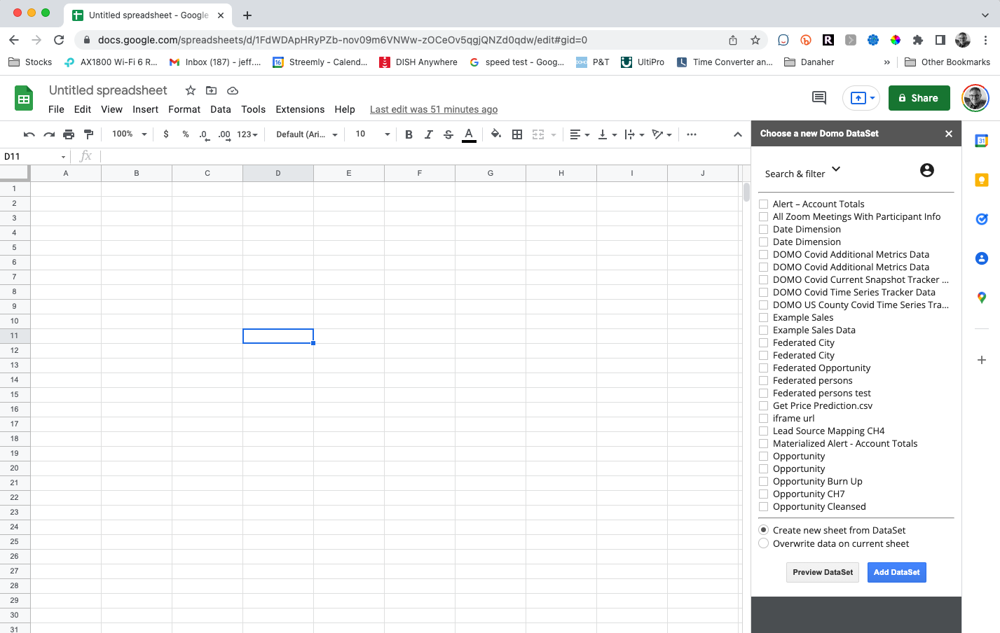 Untitled spreadsheet - Google
docs.google.com/spreadsheets/d/1FdWDApHRyPZb-nov09m6VNWw-zOCeOv5qgjQNZd0qdw/edit#gid=0
Stocks AX1800 Wi-Fi 6 R... Inbox (187) - jeff.... Streemly - Calend... DISH Anywhere speed test - Goog... P&T UltiPro Time Converter an... Danaher » Other Bookmarks
Untitled spreadsheet
File Edit View Insert Format Data Tools Extensions Help Last edit was 51 minutes ago
Share
100% $ % .0 .00 123 Default (Ari... 10 B I S A
D11 fx
A B C D E F G H I J
1
2
3
4
5
6
7
8
9
10
11
12
13
14
15
16
17
18
19
20
21
22
23
24
25
26
27
28
29
30
31
Choose a new Domo DataSet
Search & filter
Alert – Account Totals
All Zoom Meetings With Participant Info
Date Dimension
Date Dimension
DOMO Covid Additional Metrics Data
DOMO Covid Additional Metrics Data
DOMO Covid Current Snapshot Tracker ...
DOMO Covid Time Series Tracker Data
DOMO US County Covid Time Series Tra...
Example Sales
Example Sales Data
Federated City
Federated City
Federated Opportunity
Federated persons
Federated persons test
Get Price Prediction.csv
iframe url
Lead Source Mapping CH4
Materialized Alert - Account Totals
Opportunity
Opportunity
Opportunity Burn Up
Opportunity CH7
Opportunity Cleansed
Create new sheet from DataSet
Overwrite data on current sheet
Preview DataSet Add DataSet